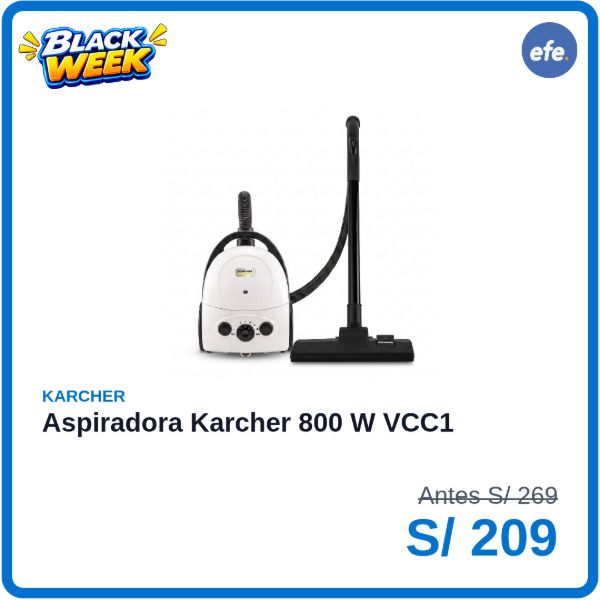 BLACK
WEEK
efe.
KARCHER
Aspiradora Karcher 800 W VCC1
Antes S/ 269
S/ 209